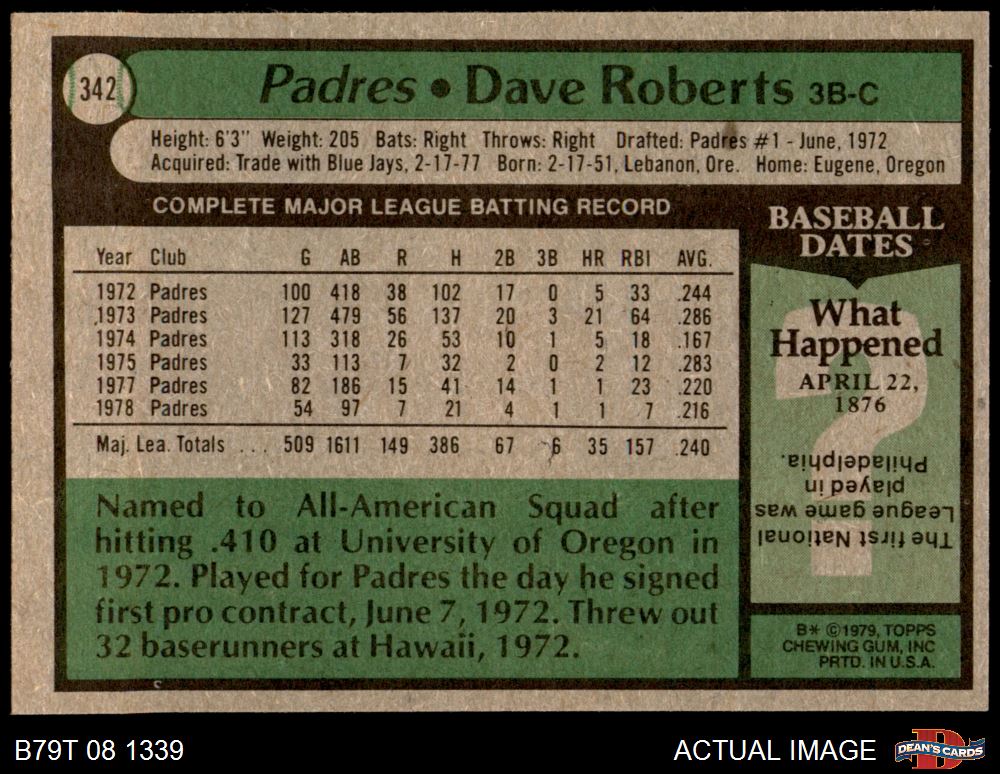 342
Padres • Dave Roberts 3B-C
Height: 6'3" Weight: 205 Bats: Right Throws: Right Drafted: Padres #1 - June, 1972
Acquired: Trade with Blue Jays, 2-17-77 Born: 2-17-51, Lebanon, Ore. Home: Eugene, Oregon
COMPLETE MAJOR LEAGUE BATTING RECORD
Year Club G AB R H 2B 3B HR RBI AVG.
1972 Padres 100 418 38 102 17 0 5 33 .244
1973 Padres 127 479 56 137 20 3 21 64 .286
1974 Padres 113 318 26 53 10 1 5 18 .167
1975 Padres 33 113 7 32 2 0 2 12 .283
1977 Padres 82 186 15 41 14 1 1 23 .220
1978 Padres 54 97 7 21 4 1 1 7 .216
Maj. Lea. Totals . . . 509 1611 149 386 67 6 35 157 .240
Named to All-American Squad after
hitting .410 at University of Oregon in
1972. Played for Padres the day he signed
first pro contract, June 7, 1972. Threw out
32 baserunners at Hawaii, 1972.
BASEBALL
DATES
What
Happened
APRIL 22,
1876
The first National
League game was
played in
Philadelphia.
B* ©1979, TOPPS
CHEWING GUM, INC
PRTD. IN U.S.A.
B79T 08 1339
ACTUAL IMAGE
DEAN'S CARDS